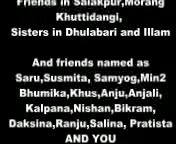 Friends in Salakpur,Morang
Khuttidangi,
Sisters in Dhulabari and Illam
And friends named as
Saru,Susmita, Samyog,Min2
Bhumika,Khus,Anju,Anjali,
Kalpana,Nishan,Bikram,
Daksina,Ranju,Salina, Pratista
AND YOU